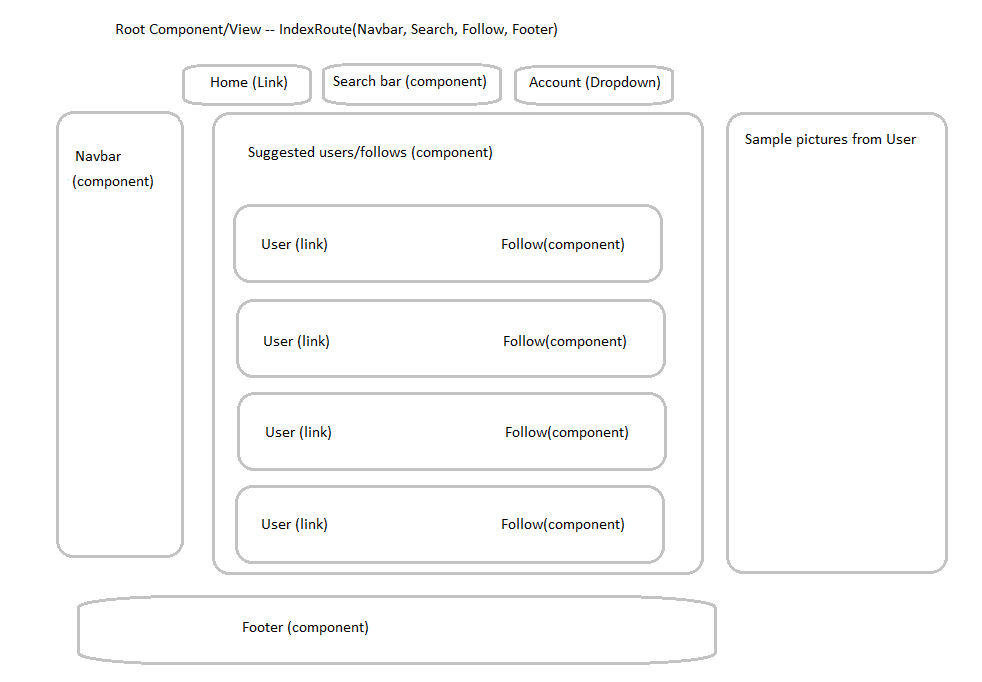 Root Component/View -- IndexRoute(Navbar, Search, Follow, Footer)
Home (Link)
Search bar (component)
Account (Dropdown)
Navbar
(component)
Suggested users/follows (component)
User (link)
Follow(component)
User (link)
Follow(component)
User (link)
Follow(component)
User (link)
Follow(component)
Sample pictures from User
Footer (component)